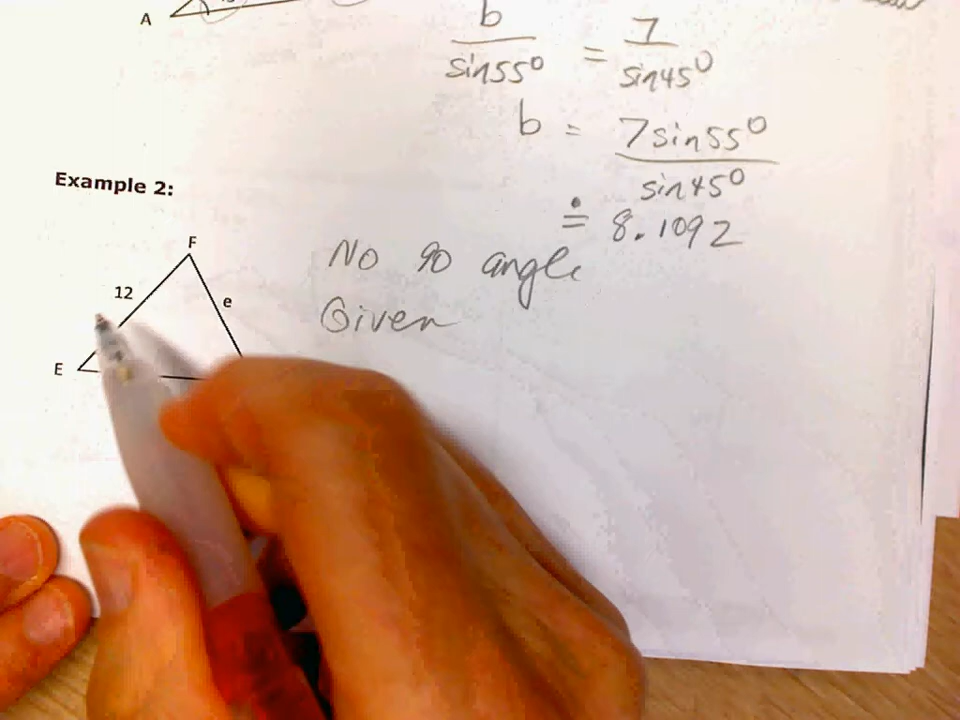 A
b / sin55° = 7 / sin45°
b = 7sin55° / sin45°
≐ 8.1092
Example 2:
F
12
e
E
No 90 angle
Given